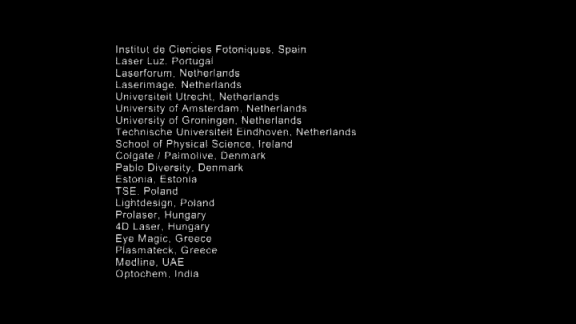 Institut de Ciencies Fotoniques, Spain
Laser Luz. Portugal
Laserforum, Netherlands
Laserimage, Netherlands
Universiteit Utrecht, Netherlands
University of Amsterdam, Netherlands
University of Groningen, Netherlands
Technische Universiteit Eindhoven, Netherlands
School of Physical Science, Ireland
Colgate / Palmolive, Denmark
Pablo Diversity, Denmark
Estonia, Estonia
TSE, Poland
Lightdesign, Poland
Prolaser, Hungary
4D Laser, Hungary
Eye Magic, Greece
Plasmateck, Greece
Medline, UAE
Optochem, India